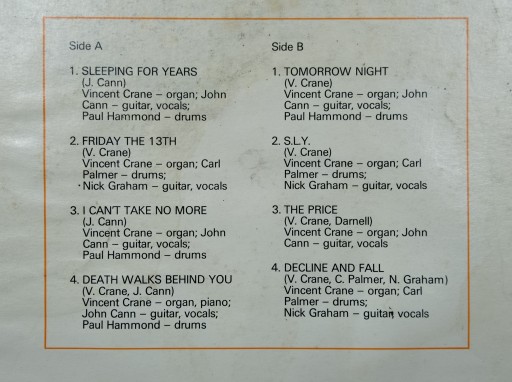 Side A
1. SLEEPING FOR YEARS
(J. Cann)
Vincent Crane – organ; John
Cann – guitar, vocals;
Paul Hammond – drums
2. FRIDAY THE 13TH
(V. Crane)
Vincent Crane – organ; Carl
Palmer – drums;
Nick Graham – guitar, vocals
3. I CAN'T TAKE NO MORE
(J. Cann)
Vincent Crane – organ; John
Cann – guitar, vocals;
Paul Hammond – drums
4. DEATH WALKS BEHIND YOU
(V. Crane, J. Cann)
Vincent Crane – organ, piano;
John Cann – guitar, vocals;
Paul Hammond – drums
Side B
1. TOMORROW NIGHT
(V. Crane)
Vincent Crane – organ; John
Cann – guitar, vocals;
Paul Hammond – drums
2. S.L.Y.
(V. Crane)
Vincent Crane – organ; Carl
Palmer – drums;
Nick Graham – guitar, vocals
3. THE PRICE
(V. Crane, Darnell)
Vincent Crane – organ; John
Cann – guitar, vocals
4. DECLINE AND FALL
(V. Crane, C. Palmer, N. Graham)
Vincent Crane – organ; Carl
Palmer – drums;
Nick Graham – guitar, vocals